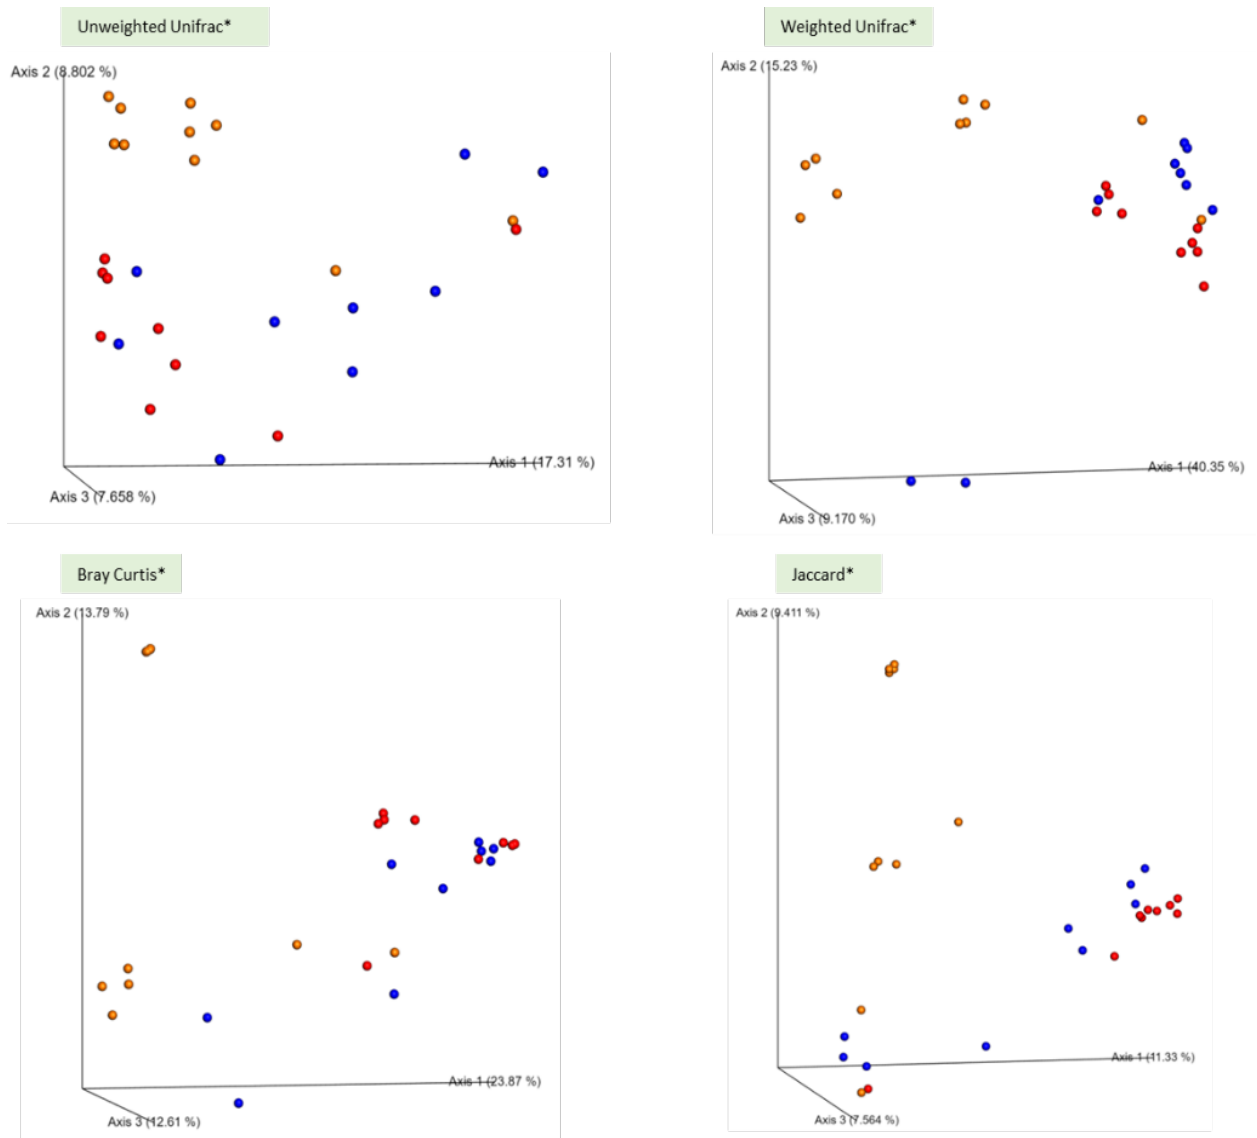 Unweighted Unifrac*
Axis 2 (8.802 %)
Axis 1 (17.31 %)
Axis 3 (7.658 %)
Weighted Unifrac*
Axis 2 (15.23 %)
Axis 1 (40.35 %)
Axis 3 (9.170 %)
Bray Curtis*
Axis 2 (13.79 %)
Axis 1 (23.87 %)
Axis 3 (12.61 %)
Jaccard*
Axis 2 (9.411 %)
Axis 1 (11.33 %)
Axis 3 (7.564 %)